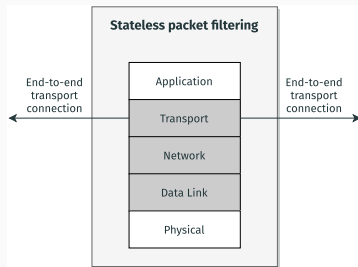 Stateless packet filtering
End-to-end
transport
connection
End-to-end
transport
connection
Application
Transport
Network
Data Link
Physical